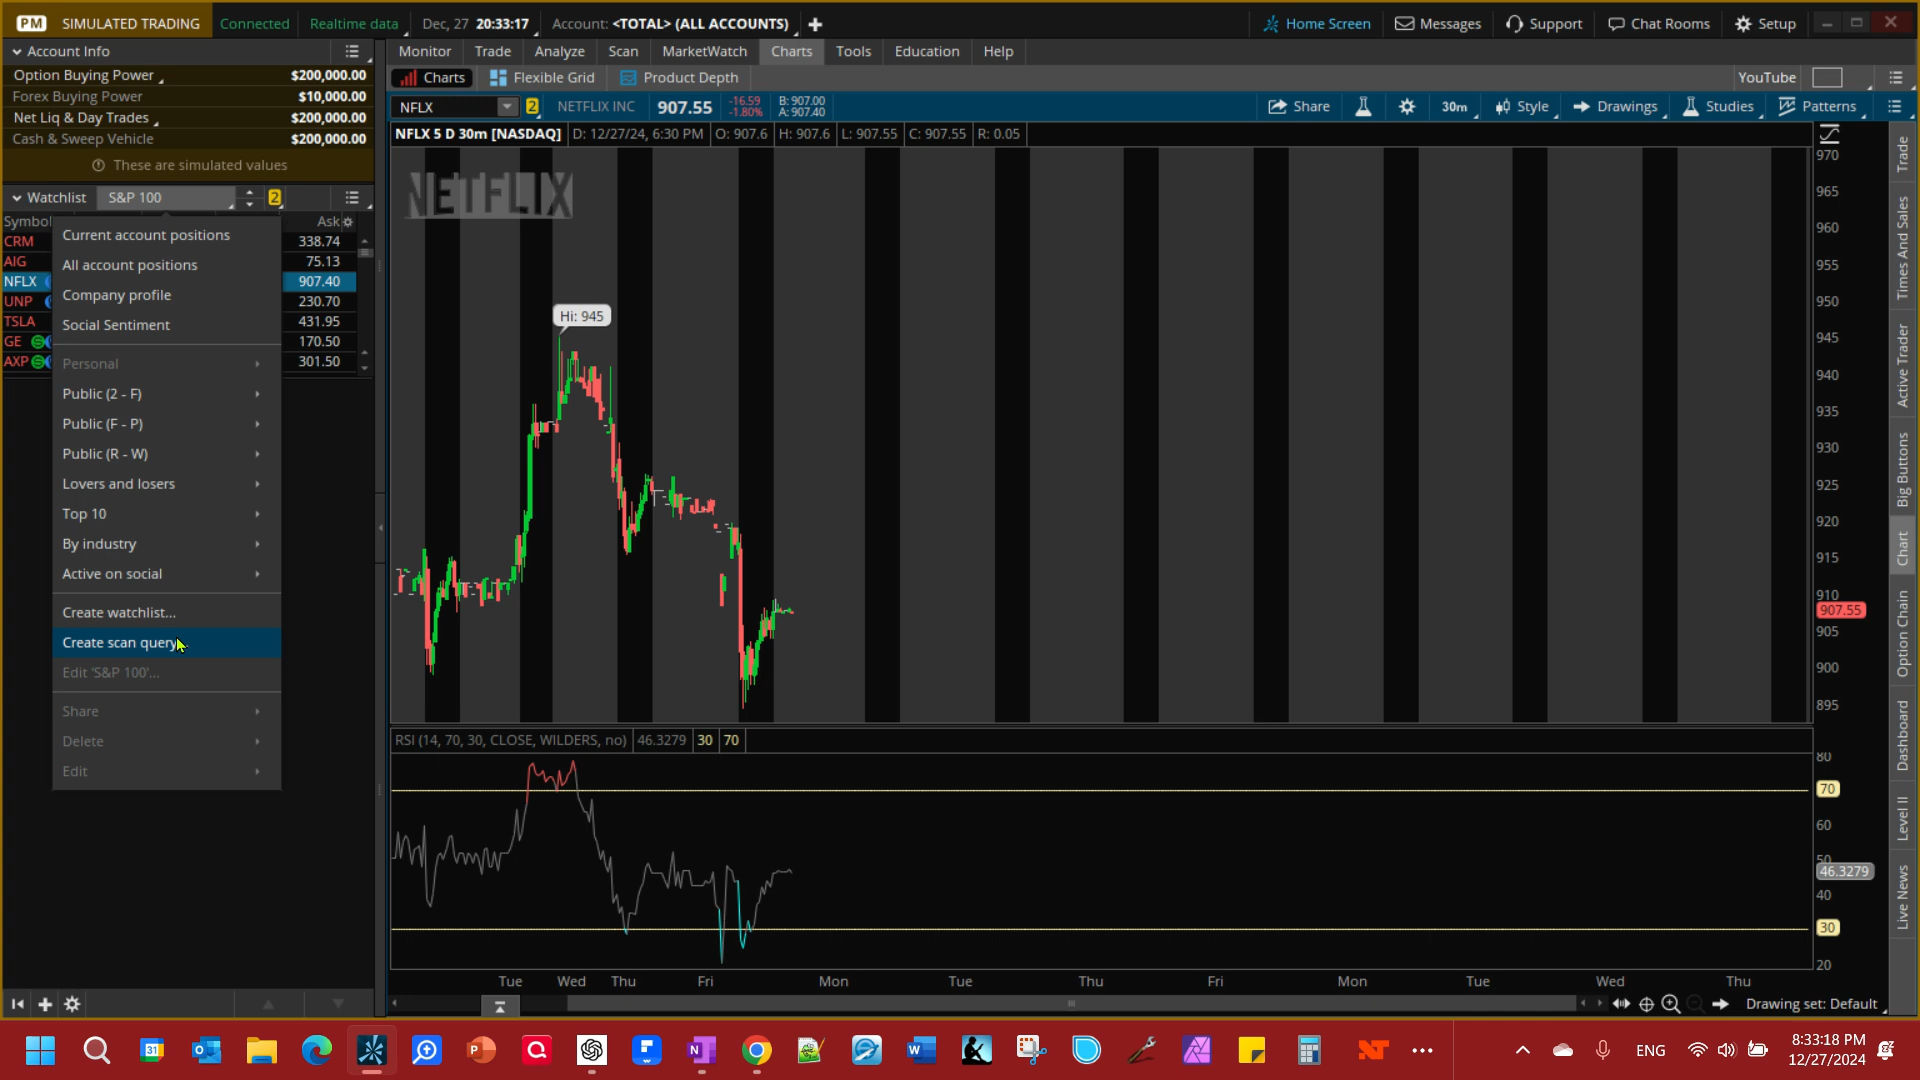 PM SIMULATED TRADING Connected Realtime data Dec, 27 20:33:17 Account: <TOTAL> (ALL ACCOUNTS) Home Screen Messages Support Chat Rooms Setup
Account Info
Option Buying Power $200,000.00
Forex Buying Power $10,000.00
Net Liq & Day Trades $200,000.00
Cash & Sweep Vehicle $200,000.00
These are simulated values
Watchlist S&P 100 2
Symbol Ask
CRM 338.74
AIG 75.13
NFLX 907.40
UNP 230.70
TSLA 431.95
GE 170.50
AXP 301.50
Current account positions
All account positions
Company profile
Social Sentiment
Personal
Public (2 - F)
Public (F - P)
Public (R - W)
Lovers and losers
Top 10
By industry
Active on social
Create watchlist...
Create scan query
Edit 'S&P 100'...
Share
Delete
Edit
Monitor Trade Analyze Scan MarketWatch Charts Tools Education Help
Charts Flexible Grid Product Depth YouTube
NFLX 2 NETFLIX INC 907.55 -16.59 -1.80% B: 907.00 A: 907.40 Share 30m Style Drawings Studies Patterns
NFLX 5 D 30m [NASDAQ] D: 12/27/24, 6:30 PM O: 907.6 H: 907.6 L: 907.55 C: 907.55 R: 0.05
NETFLIX
Hi: 945
970
965
960
955
950
945
940
935
930
925
920
915
910
907.55
905
900
895
RSI (14, 70, 30, CLOSE, WILDERS, no) 46.3279 30 70
80
70
60
50
46.3279
40
30
20
Tue Wed Thu Fri Mon Tue Thu Fri Mon Tue Wed Thu
Drawing set: Default
Trade
Times And Sales
Active Trader
Big Buttons
Chart
Option Chain
Dashboard
Level II
Live News
31
ENG
8:33:18 PM
12/27/2024